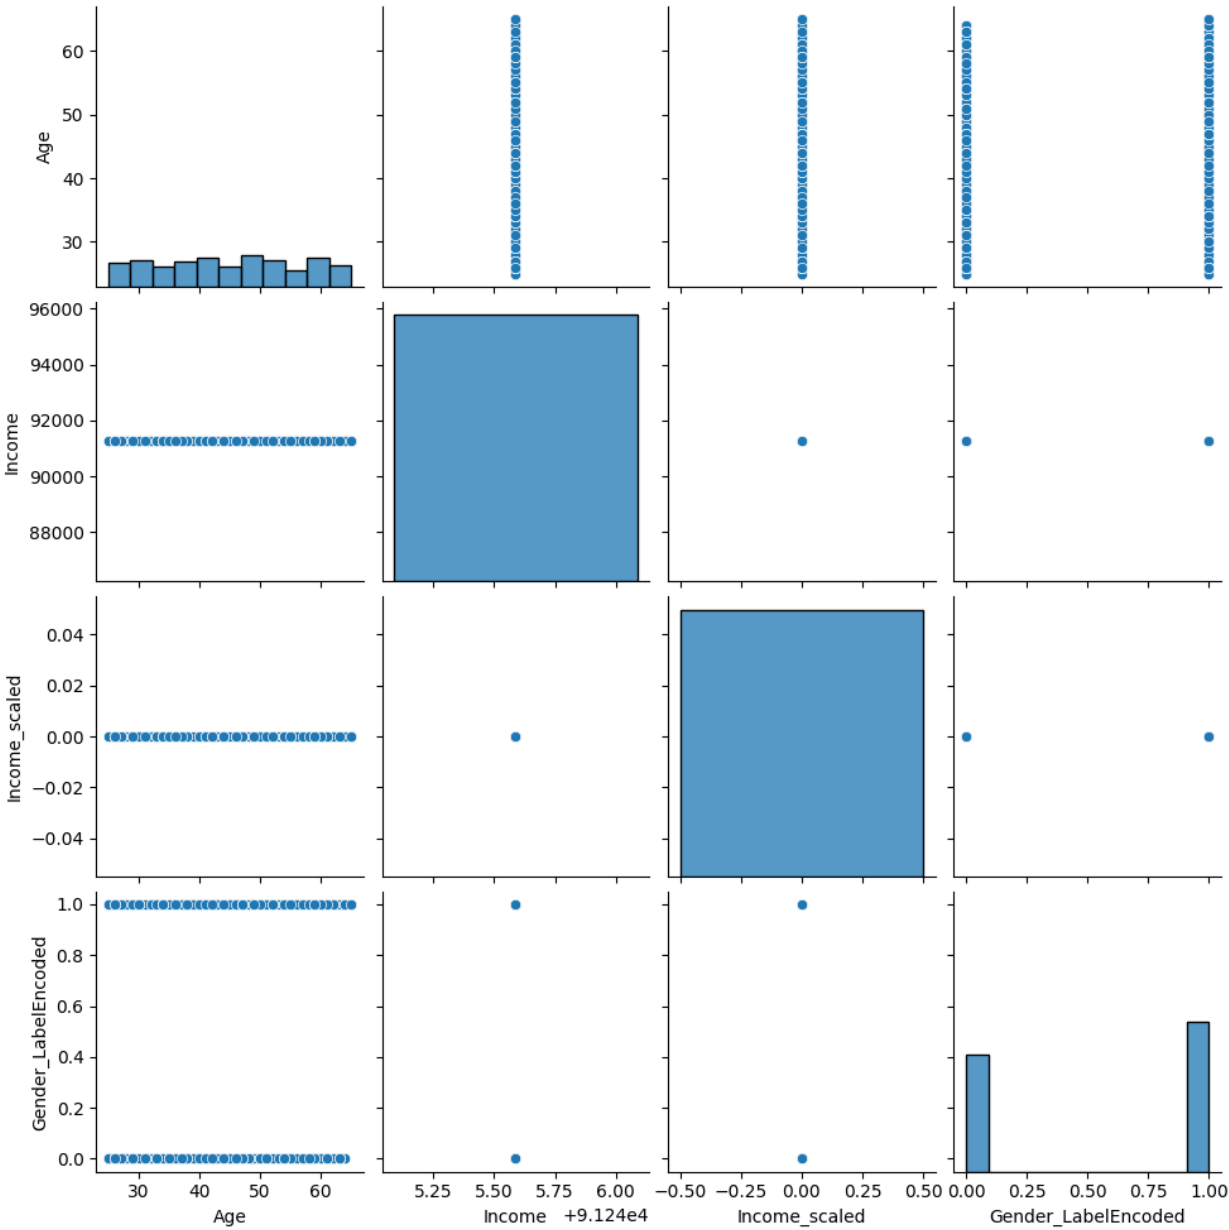 60
50
40
30
Age
96000
94000
92000
90000
88000
Income
0.04
0.02
0.00
−0.02
−0.04
Income_scaled
1.0
0.8
0.6
0.4
0.2
0.0
Gender_LabelEncoded
30 40 50 60
Age
5.25 5.50 5.75 6.00
Income +9.124e4
−0.50 −0.25 0.00 0.25 0.50
Income_scaled
0.00 0.25 0.50 0.75 1.00
Gender_LabelEncoded